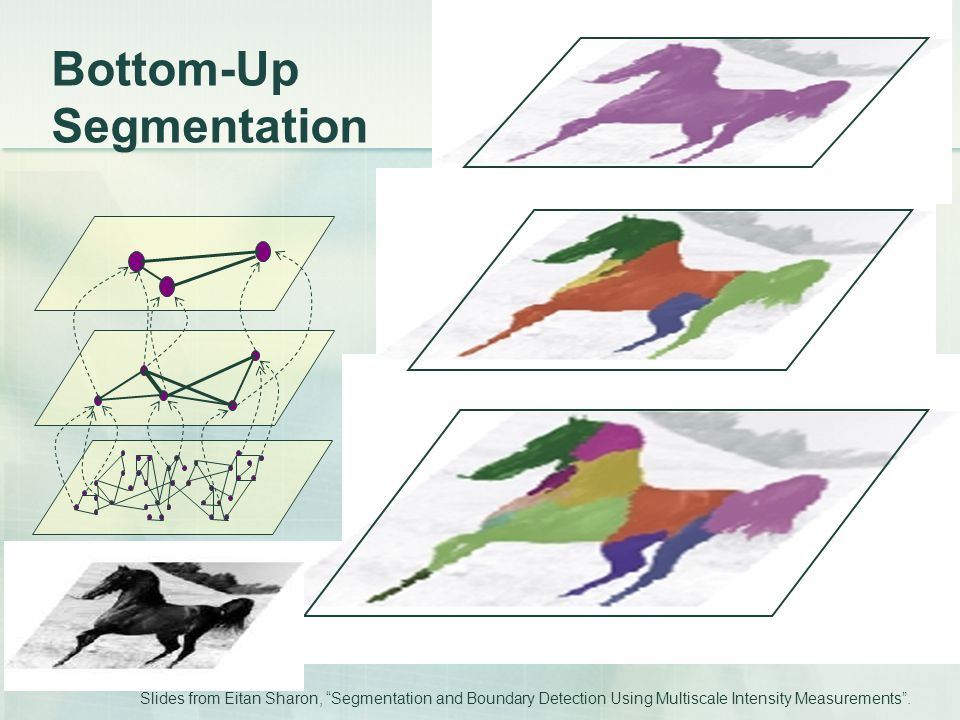 Bottom-Up
Segmentation
Slides from Eitan Sharon, “Segmentation and Boundary Detection Using Multiscale Intensity Measurements”.